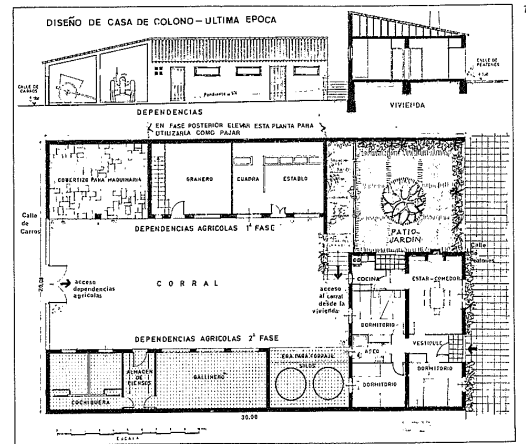 DISEÑO DE CASA DE COLONO - ULTIMA EPOCA
CALLE DE
CARROS
CALLE DE
PEATONES
DEPENDENCIAS
VIVIENDA
EN FASE POSTERIOR ELEVAR ESTA PLANTA PARA
UTILIZARLA COMO PAJAR
COBERTIZO PARA MAQUINARIA
GRANERO
CUADRA
ESTABLO
PATIO-
JARDIN
Calle
de
Carros
DEPENDENCIAS AGRICOLAS 1ª FASE
acceso
dependencias
agricolas
CORRAL
acceso
al corral
desde la
vivienda
COCINA
ESTAR-COMEDOR
DORMITORIO
VESTIBULO
ASEO
DORMITORIO
DORMITORIO
DEPENDENCIAS AGRICOLAS 2ª FASE
ALMACEN
DE
PIENSOS
GALLINERO
ERA PARA FORRAJE
SILOS
COCHIQUERA
30.00
ESCALA